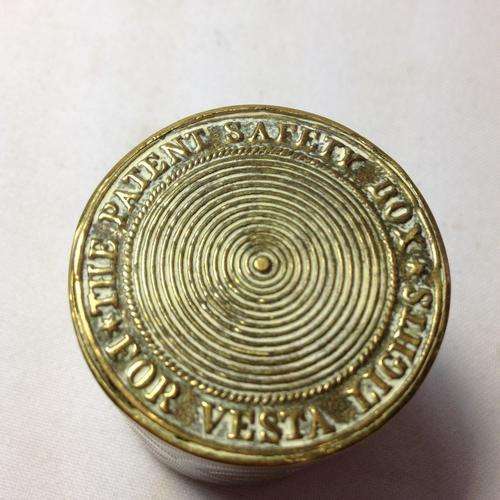 THE PATENT SAFETY BOX
FOR VESTA LIGHTS